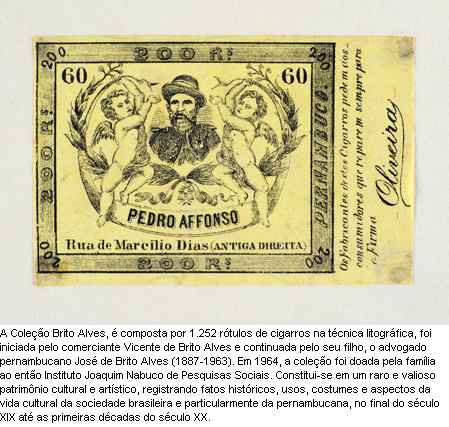 200 200 R.s 200
60 60
200 R.s
PERNAMBUCO.
PEDRO AFFONSO
Rua de Marcilio Dias (ANTIGA DIREITA)
200 200 R.s 200
Os Fabricantes destes Cigarros pedem aos
consumidores que reparem sempre para
a Firma Oliveira
A Coleção Brito Alves, é composta por 1.252 rótulos de cigarros na técnica litográfica, foi
iniciada pelo comerciante Vicente de Brito Alves e continuada pelo seu filho, o advogado
pernambucano José de Brito Alves (1887-1963). Em 1964, a coleção foi doada pela família
ao então Instituto Joaquim Nabuco de Pesquisas Sociais. Constitui-se em um raro e valioso
patrimônio cultural e artístico, registrando fatos históricos, usos, costumes e aspectos da
vida cultural da sociedade brasileira e particularmente da pernambucana, no final do século
XIX até as primeiras décadas do século XX.